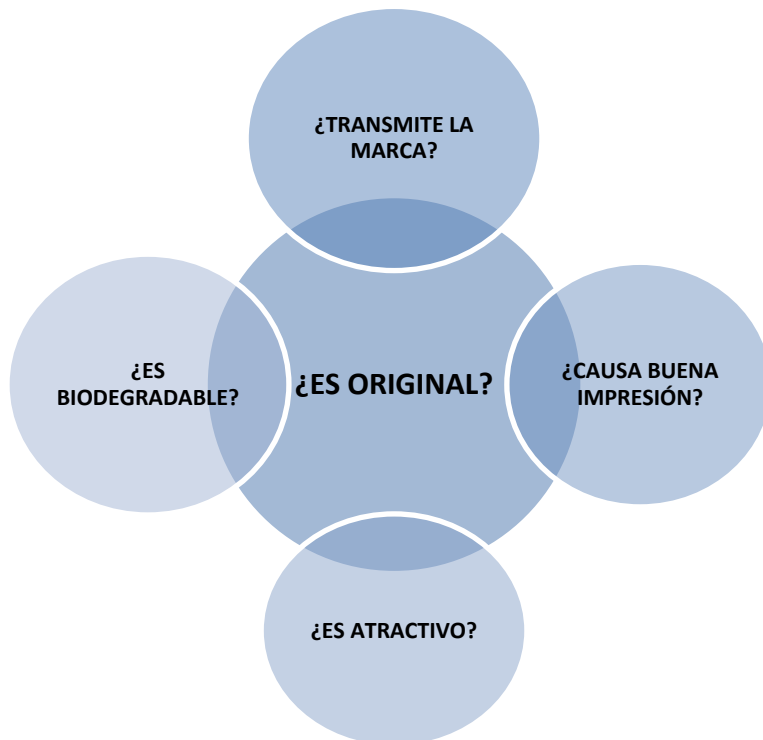 ¿TRANSMITE LA
MARCA?
¿ES
BIODEGRADABLE?
¿ES ORIGINAL?
¿CAUSA BUENA
IMPRESIÓN?
¿ES ATRACTIVO?